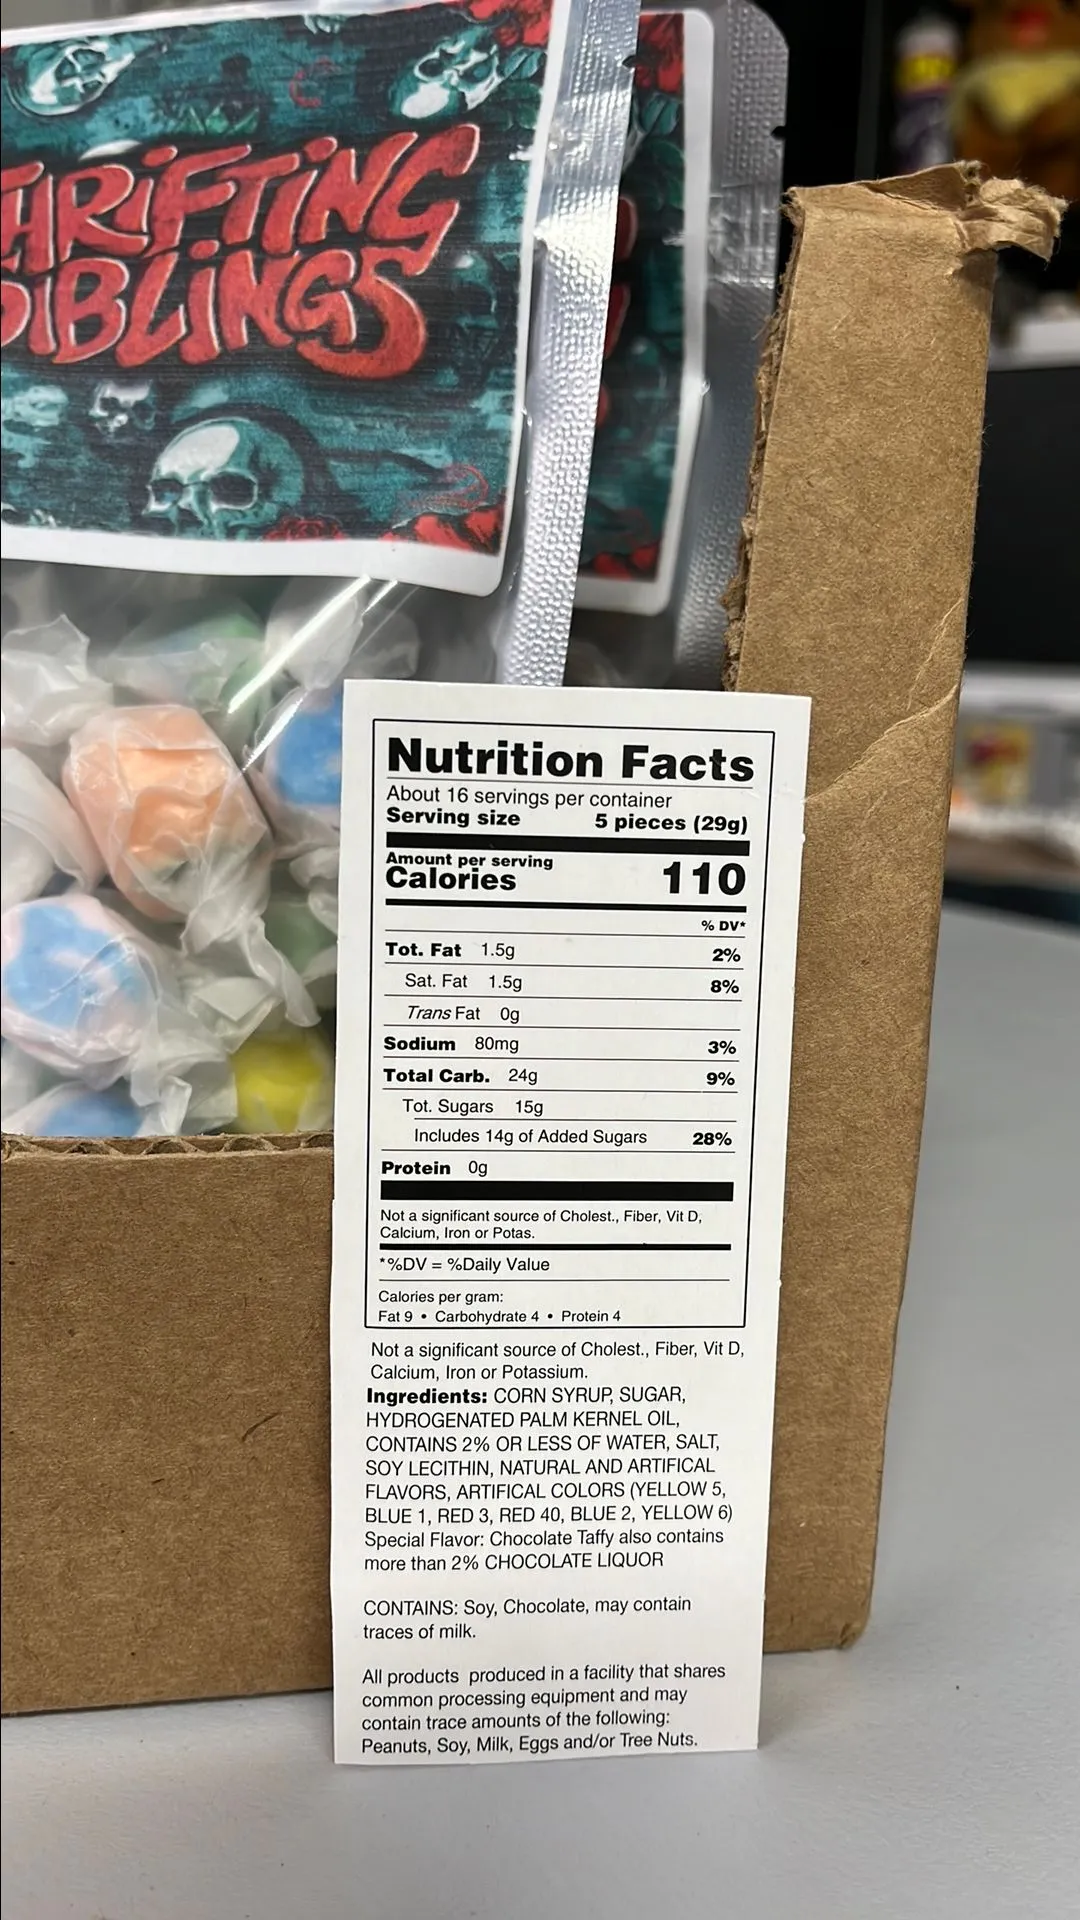 THRIFTING
SIBLINGS
Nutrition Facts
About 16 servings per container
Serving size 5 pieces (29g)
Amount per serving
Calories 110
% DV*
Tot. Fat 1.5g 2%
Sat. Fat 1.5g 8%
Trans Fat 0g
Sodium 80mg 3%
Total Carb. 24g 9%
Tot. Sugars 15g
Includes 14g of Added Sugars 28%
Protein 0g
Not a significant source of Cholest., Fiber, Vit D,
Calcium, Iron or Potas.
*%DV = %Daily Value
Calories per gram:
Fat 9 • Carbohydrate 4 • Protein 4
Not a significant source of Cholest., Fiber, Vit D,
Calcium, Iron or Potassium.
Ingredients: CORN SYRUP, SUGAR,
HYDROGENATED PALM KERNEL OIL,
CONTAINS 2% OR LESS OF WATER, SALT,
SOY LECITHIN, NATURAL AND ARTIFICAL
FLAVORS, ARTIFICAL COLORS (YELLOW 5,
BLUE 1, RED 3, RED 40, BLUE 2, YELLOW 6)
Special Flavor: Chocolate Taffy also contains
more than 2% CHOCOLATE LIQUOR
CONTAINS: Soy, Chocolate, may contain
traces of milk.
All products produced in a facility that shares
common processing equipment and may
contain trace amounts of the following:
Peanuts, Soy, Milk, Eggs and/or Tree Nuts.